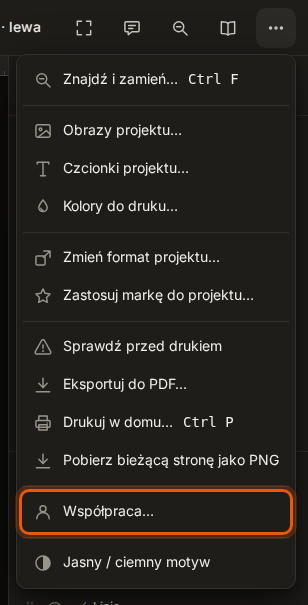 · lewa
Znajdź i zamień... Ctrl F
Obrazy projektu...
Czcionki projektu...
Kolory do druku...
Zmień format projektu...
Zastosuj markę do projektu...
Sprawdź przed drukiem
Eksportuj do PDF...
Drukuj w domu... Ctrl P
Pobierz bieżącą stronę jako PNG
Współpraca...
Jasny / ciemny motyw